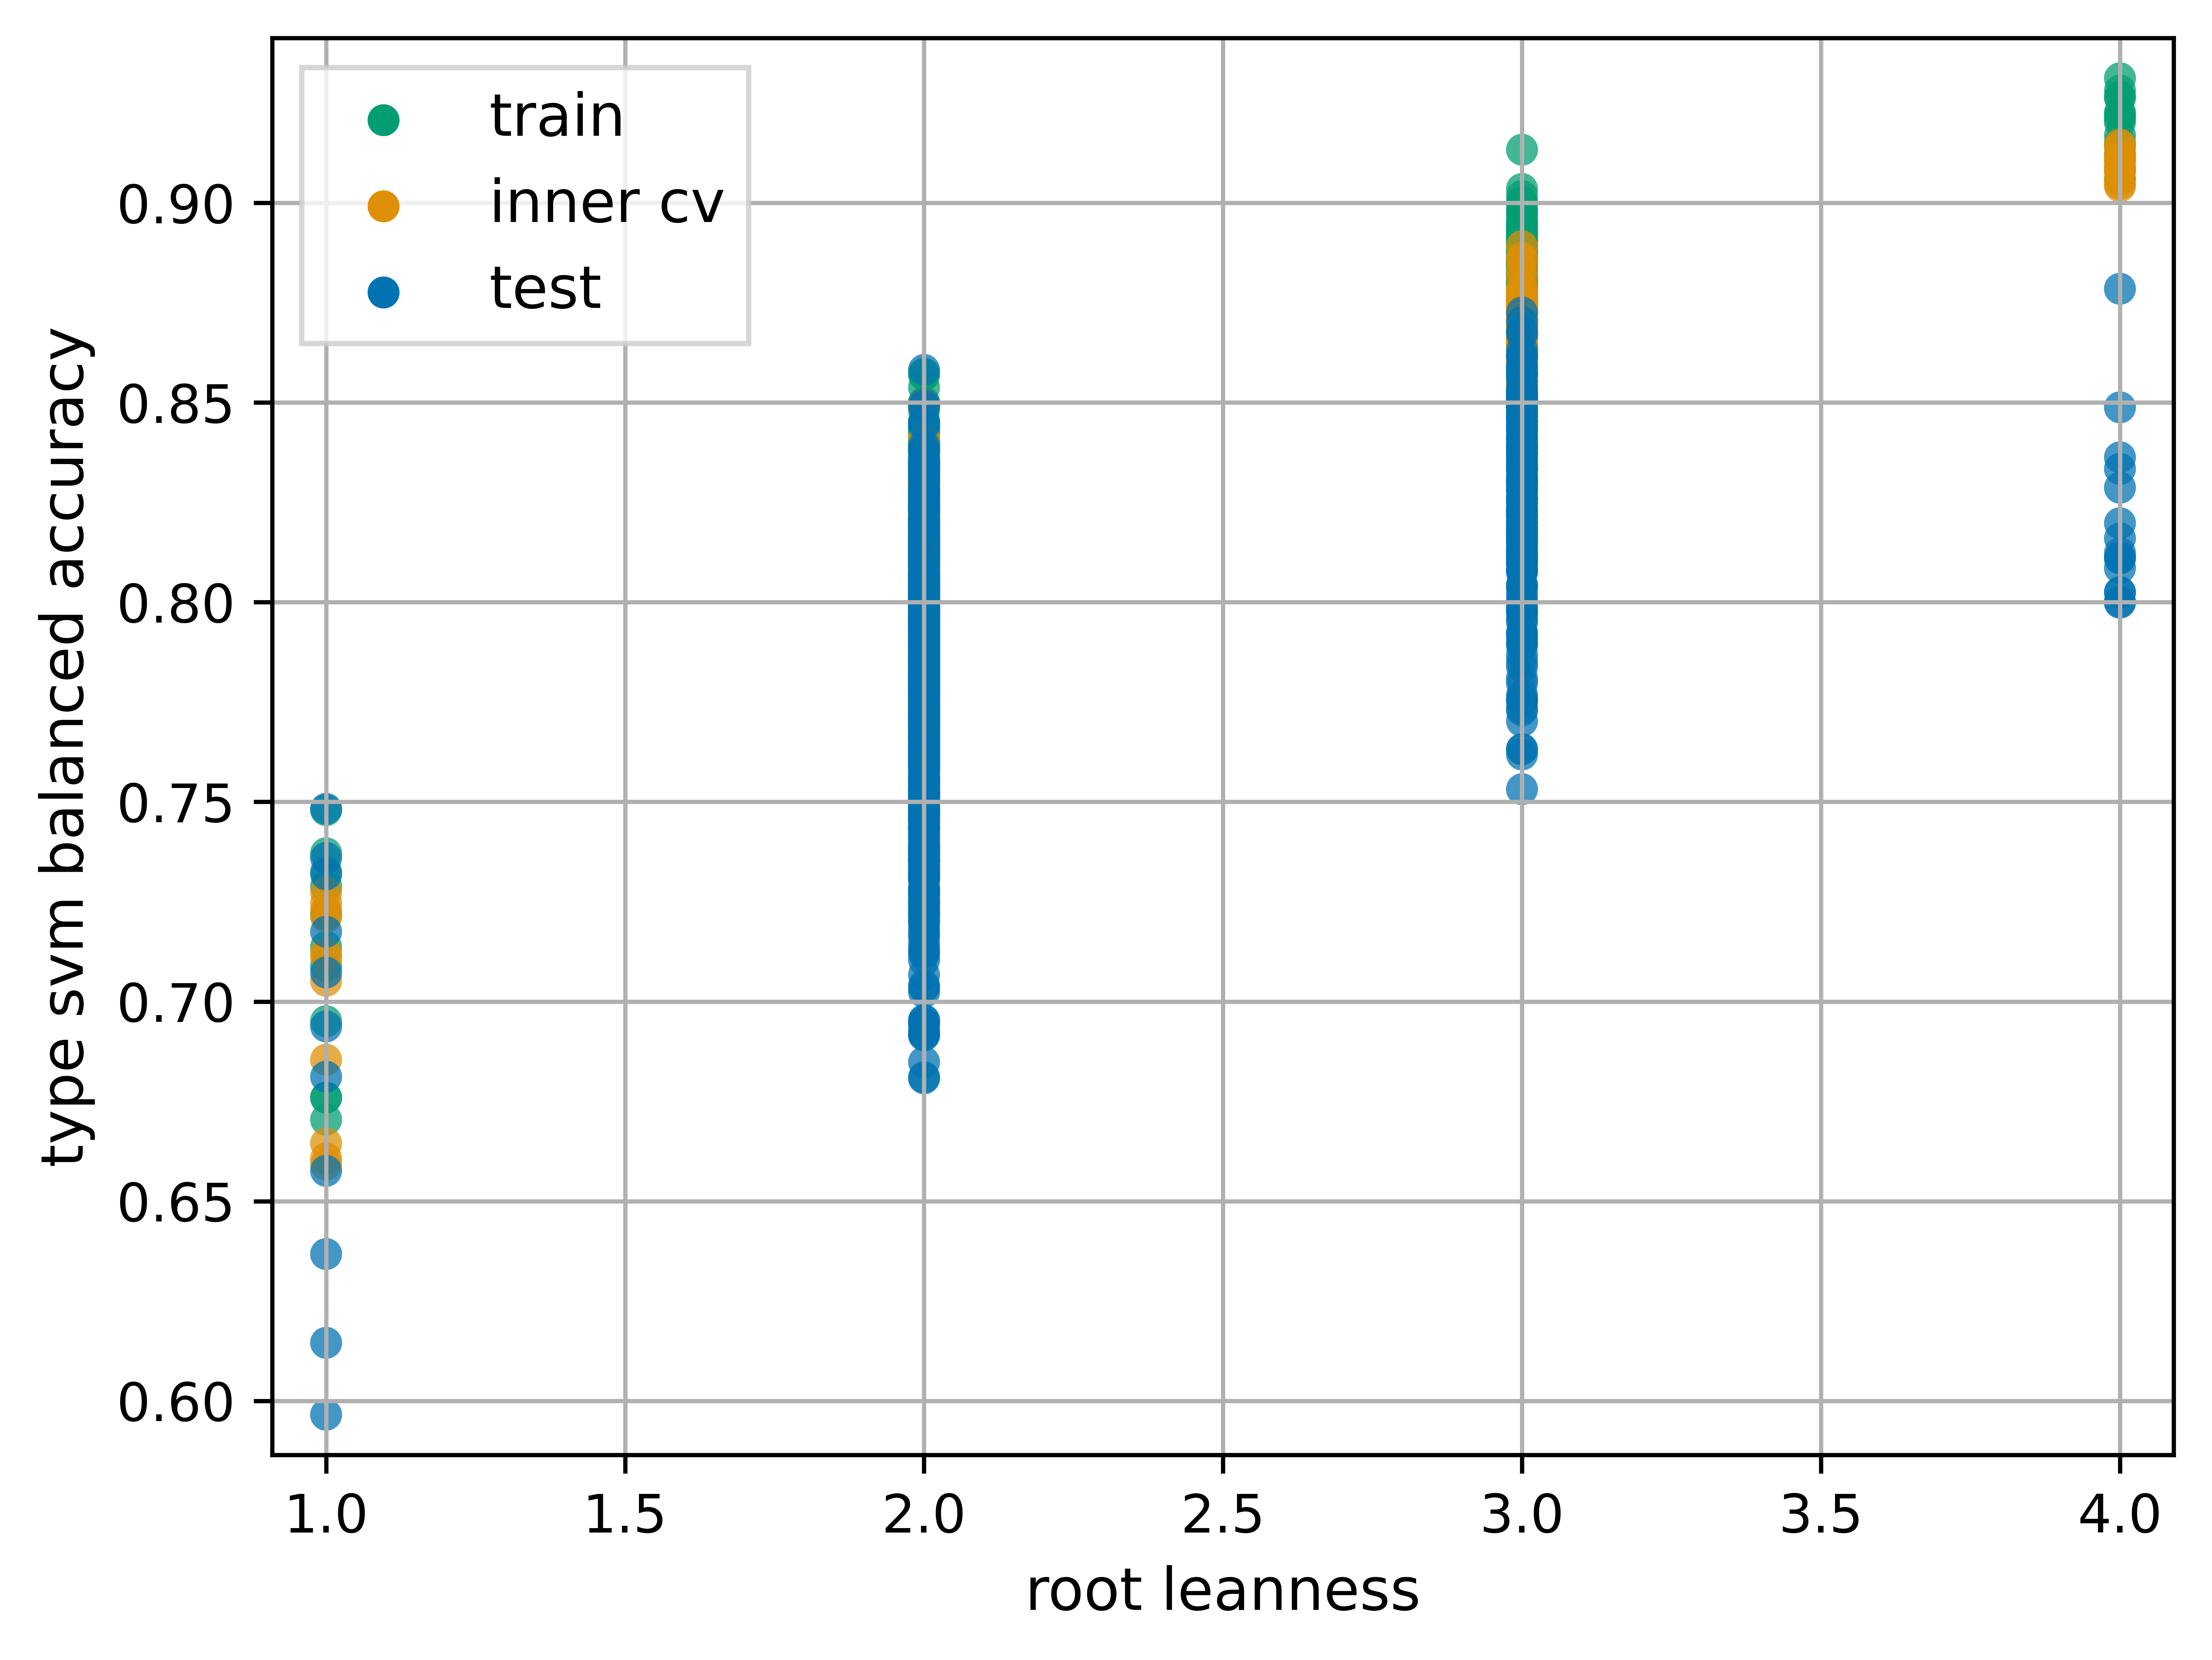 train
inner cv
test
0.90
0.85
0.80
0.75
0.70
0.65
0.60
type svm balanced accuracy
1.0 1.5 2.0 2.5 3.0 3.5 4.0
root leanness